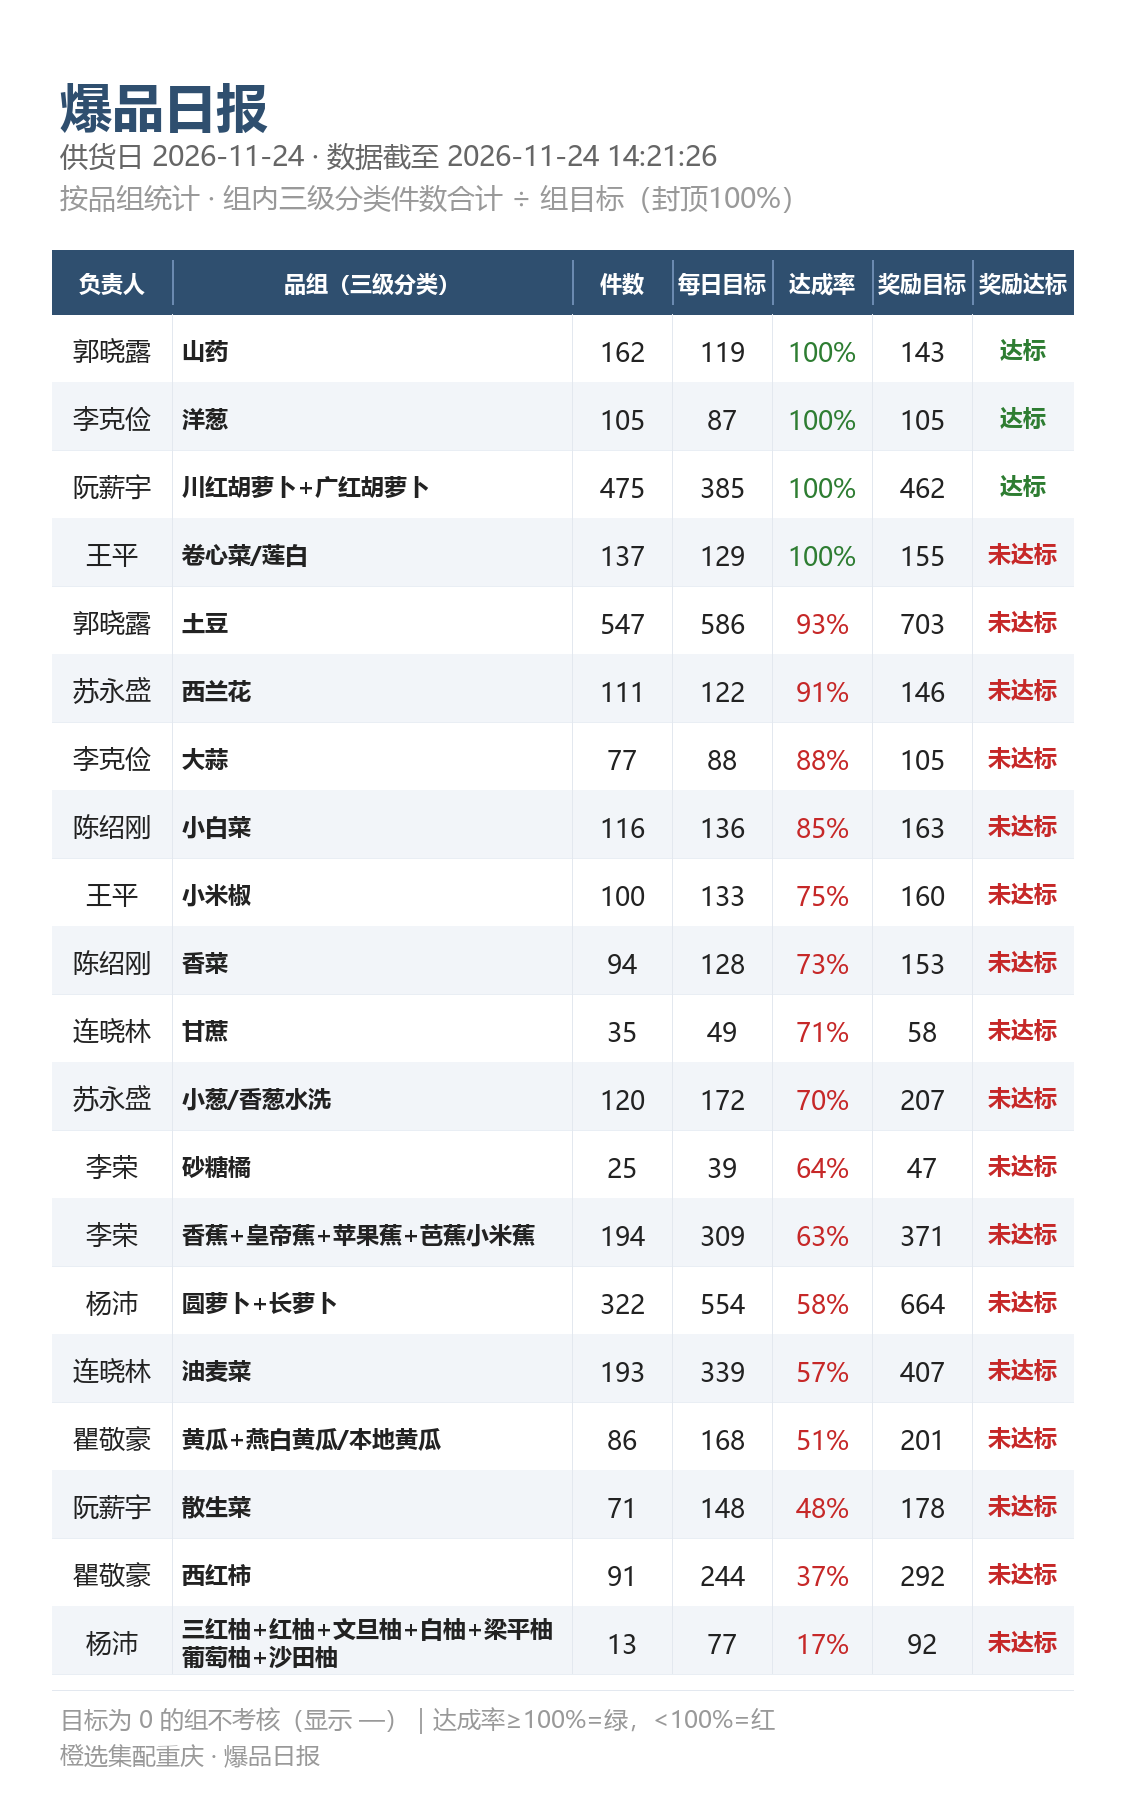 爆品日报
供货日 2026-11-24 · 数据截至 2026-11-24 14:21:26
按品组统计 · 组内三级分类件数合计 ÷ 组目标（封顶100%）
负责人 品组（三级分类） 件数 每日目标 达成率 奖励目标 奖励达标
郭晓露 山药 162 119 100% 143 达标
李克俭 洋葱 105 87 100% 105 达标
阮薪宇 川红胡萝卜+广红胡萝卜 475 385 100% 462 达标
王平 卷心菜/莲白 137 129 100% 155 未达标
郭晓露 土豆 547 586 93% 703 未达标
苏永盛 西兰花 111 122 91% 146 未达标
李克俭 大蒜 77 88 88% 105 未达标
陈绍刚 小白菜 116 136 85% 163 未达标
王平 小米椒 100 133 75% 160 未达标
陈绍刚 香菜 94 128 73% 153 未达标
连晓林 甘蔗 35 49 71% 58 未达标
苏永盛 小葱/香葱水洗 120 172 70% 207 未达标
李荣 砂糖橘 25 39 64% 47 未达标
李荣 香蕉+皇帝蕉+苹果蕉+芭蕉小米蕉 194 309 63% 371 未达标
杨沛 圆萝卜+长萝卜 322 554 58% 664 未达标
连晓林 油麦菜 193 339 57% 407 未达标
瞿敬豪 黄瓜+燕白黄瓜/本地黄瓜 86 168 51% 201 未达标
阮薪宇 散生菜 71 148 48% 178 未达标
瞿敬豪 西红柿 91 244 37% 292 未达标
杨沛 三红柚+红柚+文旦柚+白柚+梁平柚 13 77 17% 92 未达标
葡萄柚+沙田柚
目标为 0 的组不考核（显示 —）｜达成率≥100%=绿，<100%=红
橙选集配重庆 · 爆品日报